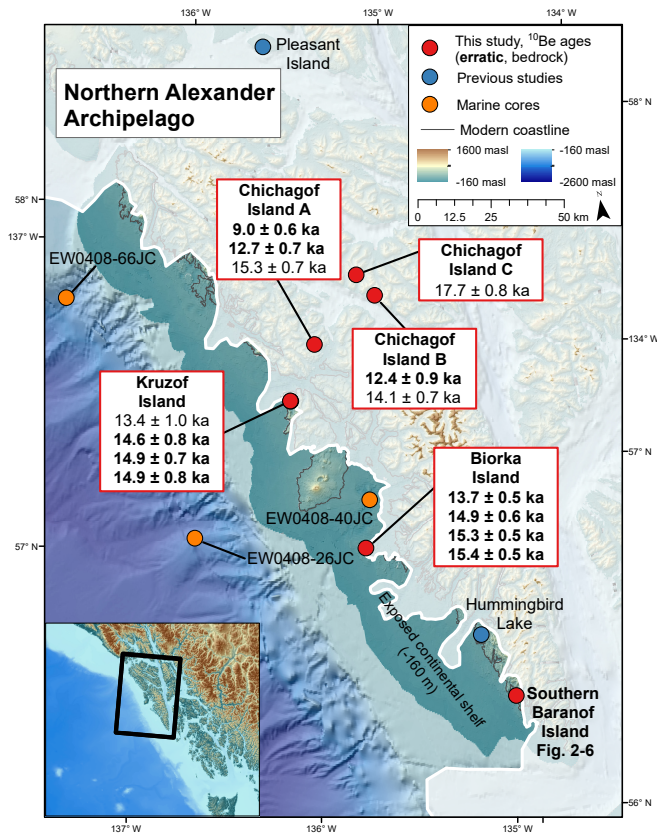 136° W
135° W
134° W
Pleasant
Island
Northern Alexander
Archipelago
This study, ¹⁰Be ages
(erratic, bedrock)
Previous studies
Marine cores
Modern coastline
1600 masl
-160 masl
-160 masl
-2600 masl
0 12.5 25 50 km
N
58° N
58° N
137° W
Chichagof
Island A
9.0 ± 0.6 ka
12.7 ± 0.7 ka
15.3 ± 0.7 ka
EW0408-66JC
Chichagof
Island C
17.7 ± 0.8 ka
134° W
Chichagof
Island B
12.4 ± 0.9 ka
14.1 ± 0.7 ka
Kruzof
Island
13.4 ± 1.0 ka
14.6 ± 0.8 ka
14.9 ± 0.7 ka
14.9 ± 0.8 ka
57° N
Biorka
Island
13.7 ± 0.5 ka
14.9 ± 0.6 ka
15.3 ± 0.5 ka
15.4 ± 0.5 ka
EW0408-40JC
57° N
EW0408-26JC
Hummingbird
Lake
Exposed continental shelf
(-160 m)
Southern
Baranof
Island
Fig. 2-6
56° N
137° W
136° W
135° W